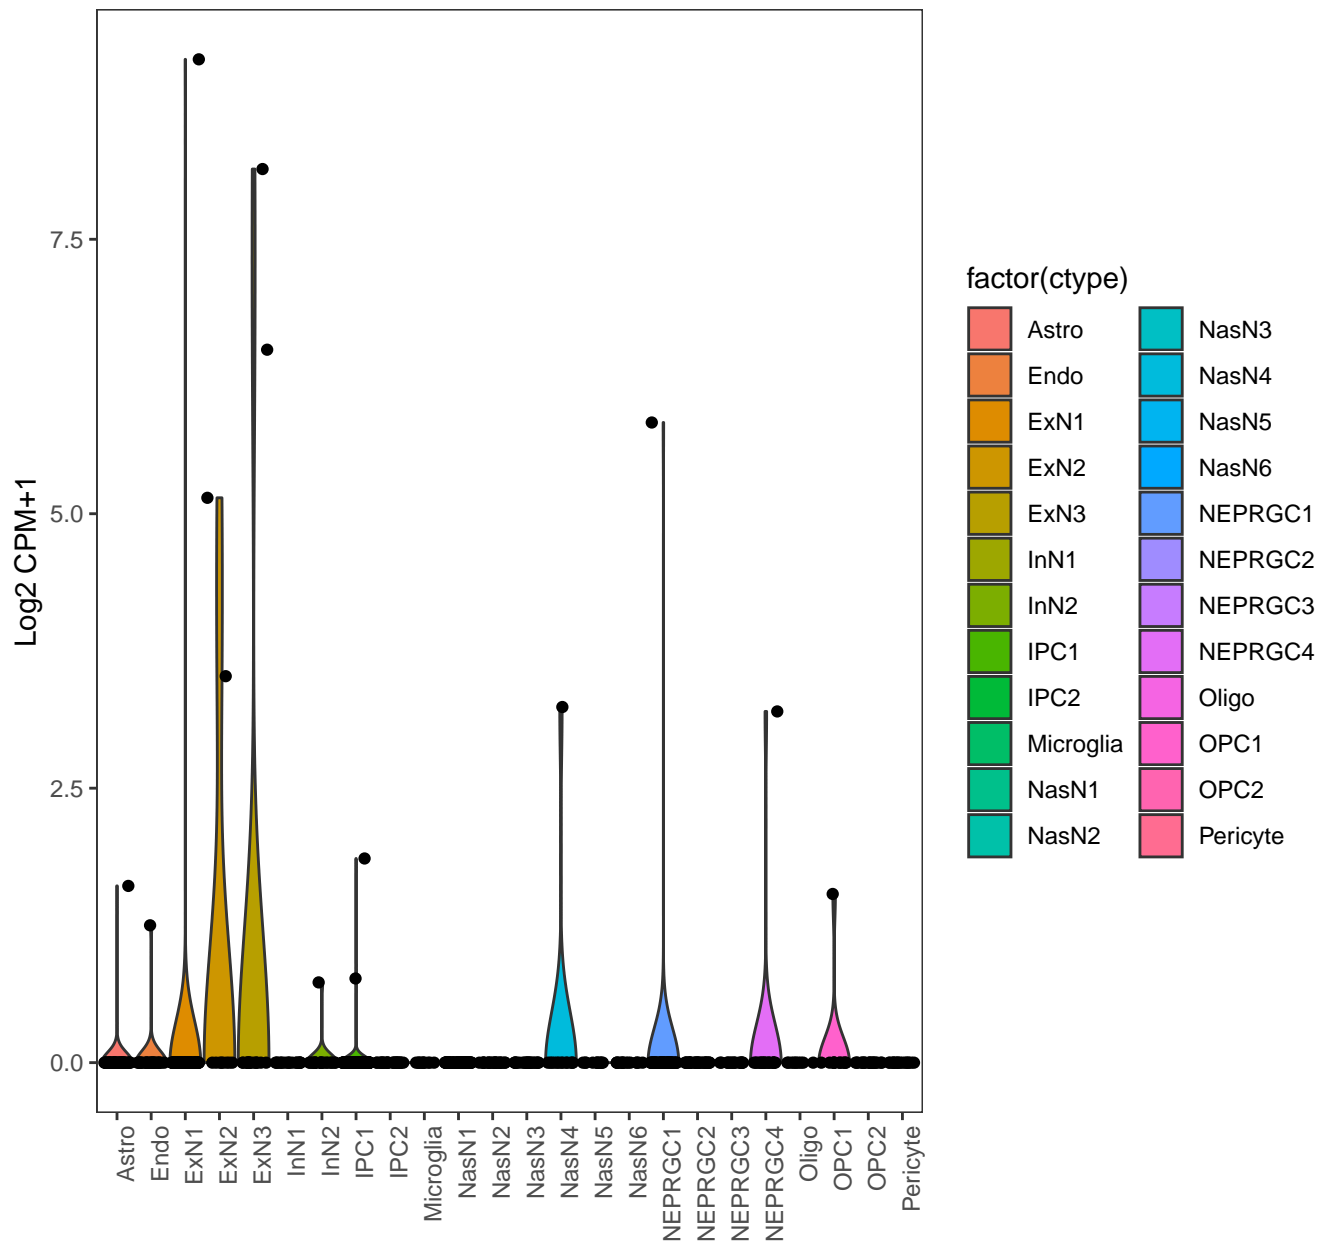 Log2 CPM+1
7.5
5.0
2.5
0.0
Astro
Endo
ExN1
ExN2
ExN3
InN1
InN2
IPC1
IPC2
Microglia
NasN1
NasN2
NasN3
NasN4
NasN5
NasN6
NEPRGC1
NEPRGC2
NEPRGC3
NEPRGC4
Oligo
OPC1
OPC2
Pericyte
factor(ctype)
Astro
Endo
ExN1
ExN2
ExN3
InN1
InN2
IPC1
IPC2
Microglia
NasN1
NasN2
NasN3
NasN4
NasN5
NasN6
NEPRGC1
NEPRGC2
NEPRGC3
NEPRGC4
Oligo
OPC1
OPC2
Pericyte